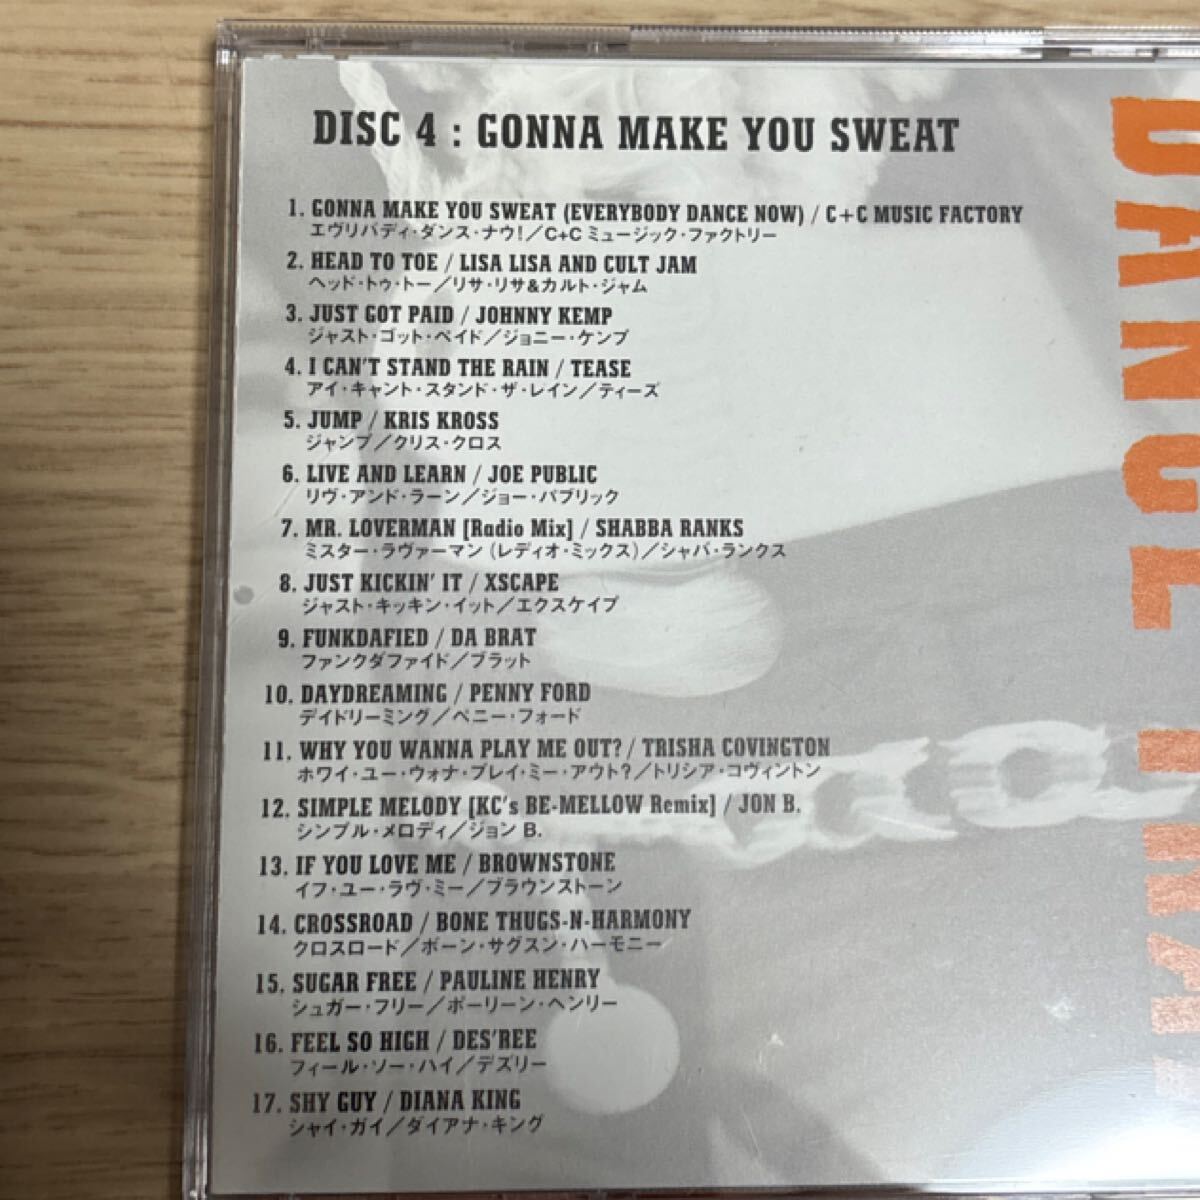 DISC 4 : GONNA MAKE YOU SWEAT
1. GONNA MAKE YOU SWEAT (EVERYBODY DANCE NOW) / C+C MUSIC FACTORY
エヴリバディ・ダンス・ナウ!／C+C ミュージック・ファクトリー
2. HEAD TO TOE / LISA LISA AND CULT JAM
ヘッド・トゥ・トー／リサ・リサ&カルト・ジャム
3. JUST GOT PAID / JOHNNY KEMP
ジャスト・ゴット・ペイド／ジョニー・ケンプ
4. I CAN'T STAND THE RAIN / TEASE
アイ・キャント・スタンド・ザ・レイン／ティーズ
5. JUMP / KRIS KROSS
ジャンプ／クリス・クロス
6. LIVE AND LEARN / JOE PUBLIC
リヴ・アンド・ラーン／ジョー・パブリック
7. MR. LOVERMAN [Radio Mix] / SHABBA RANKS
ミスター・ラヴァーマン (レディオ・ミックス)／シャバ・ランクス
8. JUST KICKIN' IT / XSCAPE
ジャスト・キッキン・イット／エクスケイプ
9. FUNKDAFIED / DA BRAT
ファンクダファイド／ブラット
10. DAYDREAMING / PENNY FORD
デイドリーミング／ペニー・フォード
11. WHY YOU WANNA PLAY ME OUT? / TRISHA COVINGTON
ホワイ・ユー・ウォナ・プレイ・ミー・アウト?／トリシア・コヴィントン
12. SIMPLE MELODY [KC's BE-MELLOW Remix] / JON B.
シンプル・メロディ／ジョン B.
13. IF YOU LOVE ME / BROWNSTONE
イフ・ユー・ラヴ・ミー／ブラウンストーン
14. CROSSROAD / BONE THUGS-N-HARMONY
クロスロード／ボーン・サグスン・ハーモニー
15. SUGAR FREE / PAULINE HENRY
シュガー・フリー／ポーリーン・ヘンリー
16. FEEL SO HIGH / DES'REE
フィール・ソー・ハイ／デズリー
17. SHY GUY / DIANA KING
シャイ・ガイ／ダイアナ・キング
DANCE